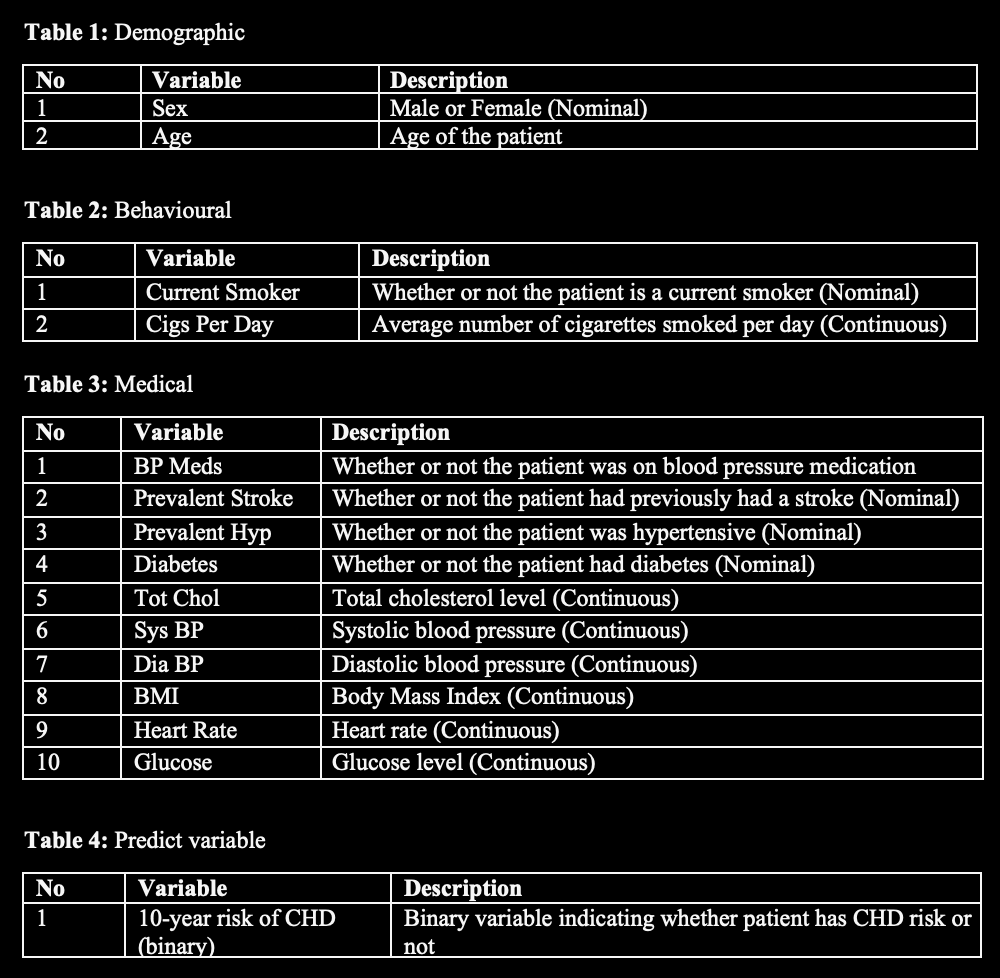 Table 1: Demographic
No Variable Description
1 Sex Male or Female (Nominal)
2 Age Age of the patient
Table 2: Behavioural
No Variable Description
1 Current Smoker Whether or not the patient is a current smoker (Nominal)
2 Cigs Per Day Average number of cigarettes smoked per day (Continuous)
Table 3: Medical
No Variable Description
1 BP Meds Whether or not the patient was on blood pressure medication
2 Prevalent Stroke Whether or not the patient had previously had a stroke (Nominal)
3 Prevalent Hyp Whether or not the patient was hypertensive (Nominal)
4 Diabetes Whether or not the patient had diabetes (Nominal)
5 Tot Chol Total cholesterol level (Continuous)
6 Sys BP Systolic blood pressure (Continuous)
7 Dia BP Diastolic blood pressure (Continuous)
8 BMI Body Mass Index (Continuous)
9 Heart Rate Heart rate (Continuous)
10 Glucose Glucose level (Continuous)
Table 4: Predict variable
No Variable Description
1 10-year risk of CHD Binary variable indicating whether patient has CHD risk or
(binary) not